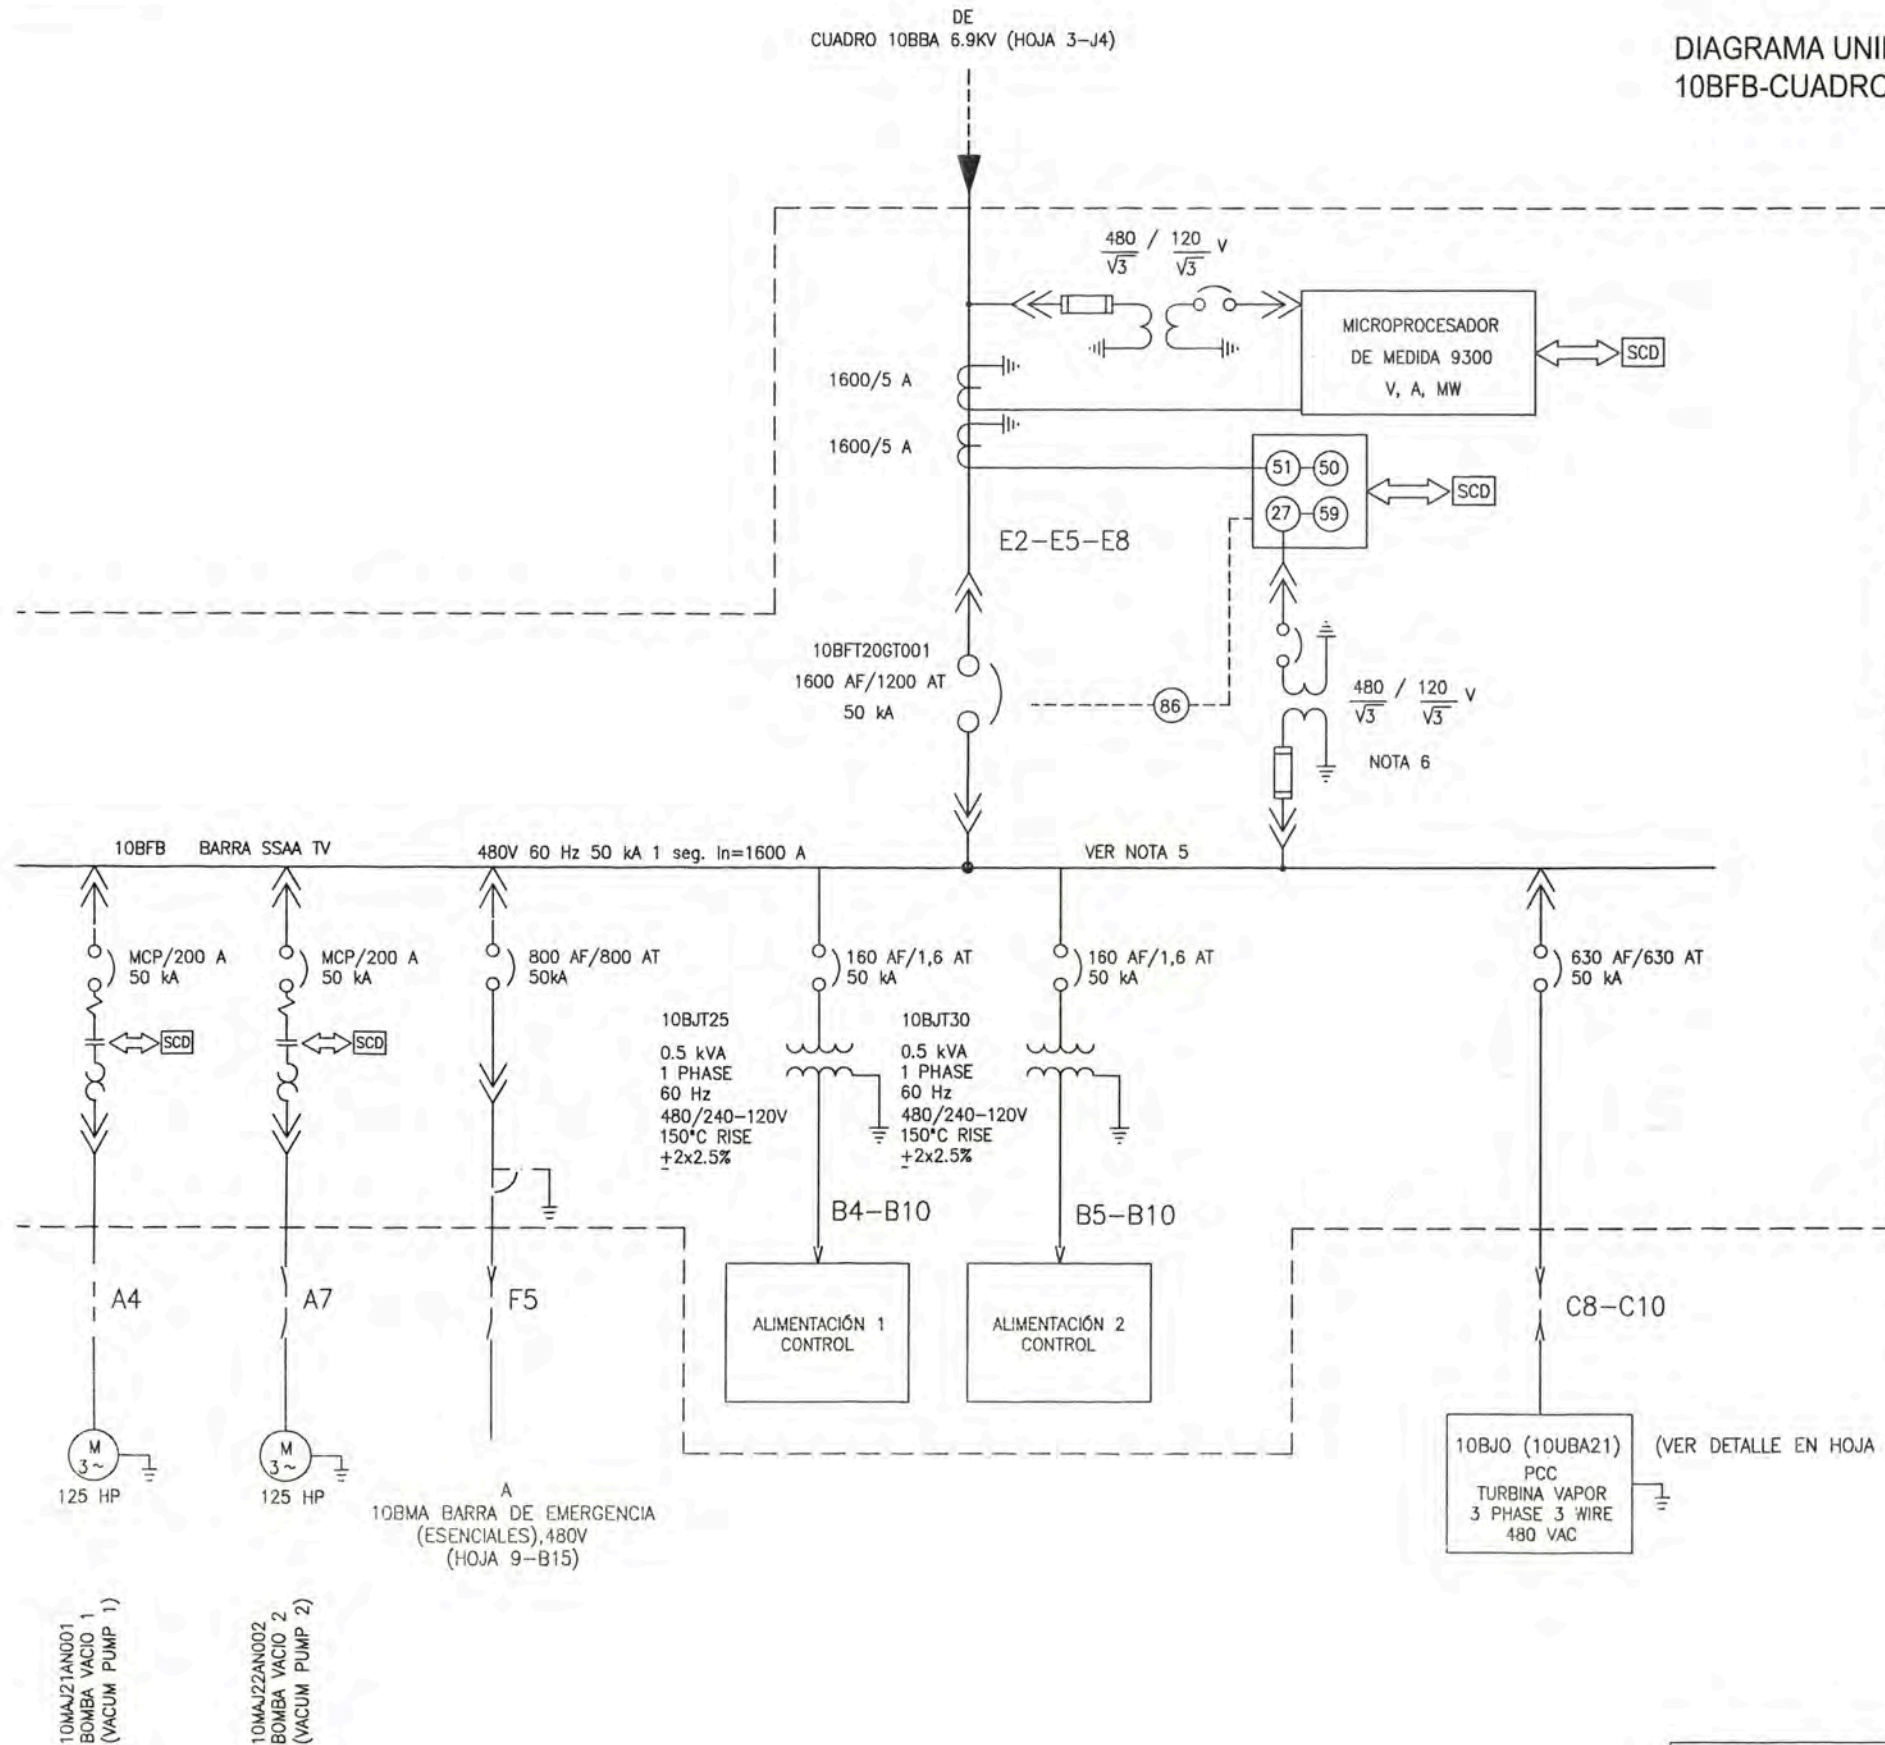 DE
CUADRO 10BBA 6.9KV (HOJA 3-J4)
DIAGRAMA UNI
10BFB-CUADRO
480/√3 / 120/√3 V
MICROPROCESADOR
DE MEDIDA 9300
V, A, MW
SCD
1600/5 A
1600/5 A
51 50
27 59
SCD
E2-E5-E8
10BFT20GT001
1600 AF/1200 AT
50 kA
86
480/√3 / 120/√3 V
NOTA 6
10BFB BARRA SSAA TV
480V 60 Hz 50 kA 1 seg. In=1600 A
VER NOTA 5
MCP/200 A
50 kA
SCD
MCP/200 A
50 kA
SCD
800 AF/800 AT
50kA
160 AF/1,6 AT
50 kA
160 AF/1,6 AT
50 kA
630 AF/630 AT
50 kA
10BJT25
0.5 kVA
1 PHASE
60 Hz
480/240-120V
150°C RISE
±2x2.5%
10BJT30
0.5 kVA
1 PHASE
60 Hz
480/240-120V
150°C RISE
±2x2.5%
B4-B10
B5-B10
A4
A7
F5
C8-C10
ALIMENTACIÓN 1
CONTROL
ALIMENTACIÓN 2
CONTROL
M
3~
125 HP
M
3~
125 HP
A
10BMA BARRA DE EMERGENCIA
(ESENCIALES),480V
(HOJA 9-B15)
10BJ0 (10UBA21)
PCC
TURBINA VAPOR
3 PHASE 3 WIRE
480 VAC
(VER DETALLE EN HOJA
10MAJ21AN001
BOMBA VACIO 1
(VACUM PUMP 1)
10MAJ22AN002
BOMBA VACIO 2
(VACUM PUMP 2)